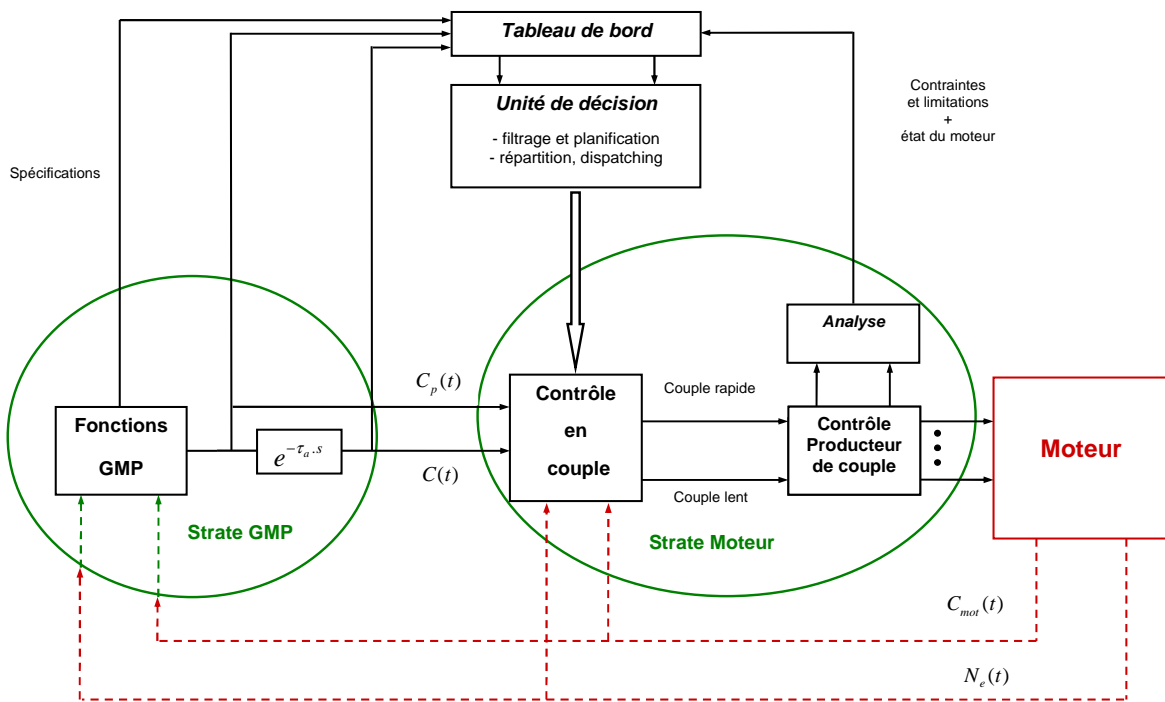 Tableau de bord
Unité de décision
- filtrage et planification
- répartition, dispatching
Contraintes
et limitations
+
état du moteur
Spécifications
Analyse
C_p(t)
Contrôle
en
couple
Couple rapide
Fonctions
GMP
e^{-τ_a.s}
C(t)
Contrôle
Producteur
de couple
Moteur
Couple lent
Strate GMP
Strate Moteur
C_{mot}(t)
N_e(t)